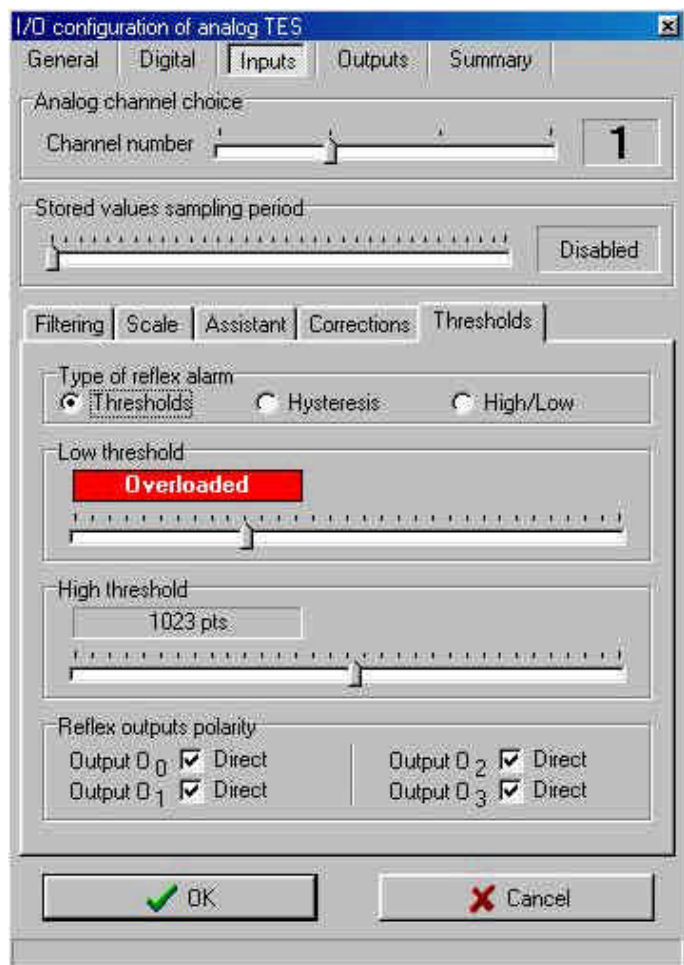 I/O configuration of analog TES
General Digital Inputs Outputs Summary
Analog channel choice
Channel number 1
Stored values sampling period
Disabled
Filtering Scale Assistant Corrections Thresholds
Type of reflex alarm
Thresholds Hysteresis High/Low
Low threshold
Overloaded
High threshold
1023 pts
Reflex outputs polarity
Output O 0 Direct Output O 2 Direct
Output O 1 Direct Output O 3 Direct
OK Cancel